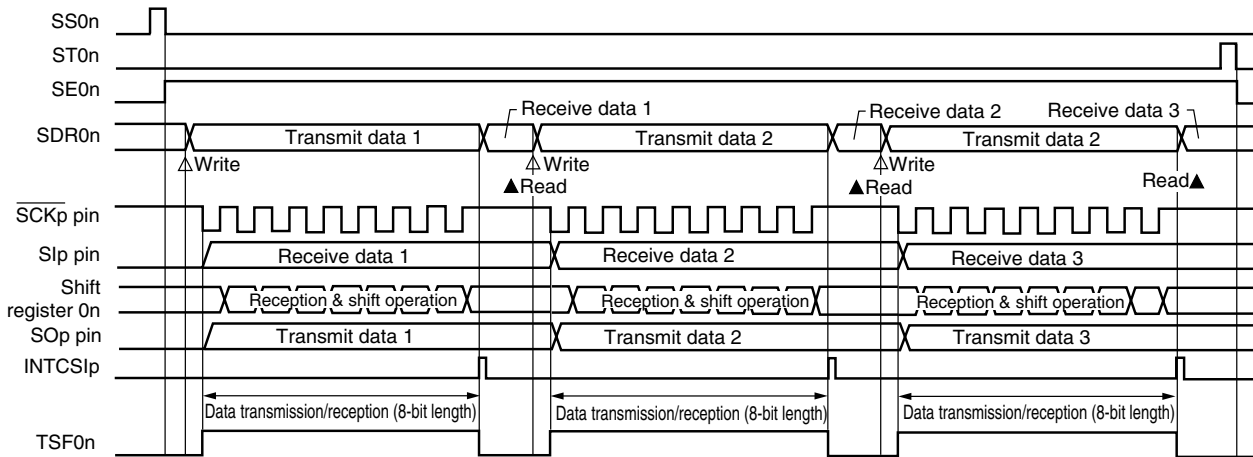 SS0n
ST0n
SE0n
Receive data 1
Receive data 2
Receive data 3
SDR0n
Transmit data 1
Transmit data 2
Transmit data 2
Write
Write
Write
Read
Read
Read
SCKp pin
SIp pin
Receive data 1
Receive data 2
Receive data 3
Shift
register 0n
Reception & shift operation
Reception & shift operation
Reception & shift operation
SOp pin
Transmit data 1
Transmit data 2
Transmit data 3
INTCSIp
Data transmission/reception (8-bit length)
Data transmission/reception (8-bit length)
Data transmission/reception (8-bit length)
TSF0n